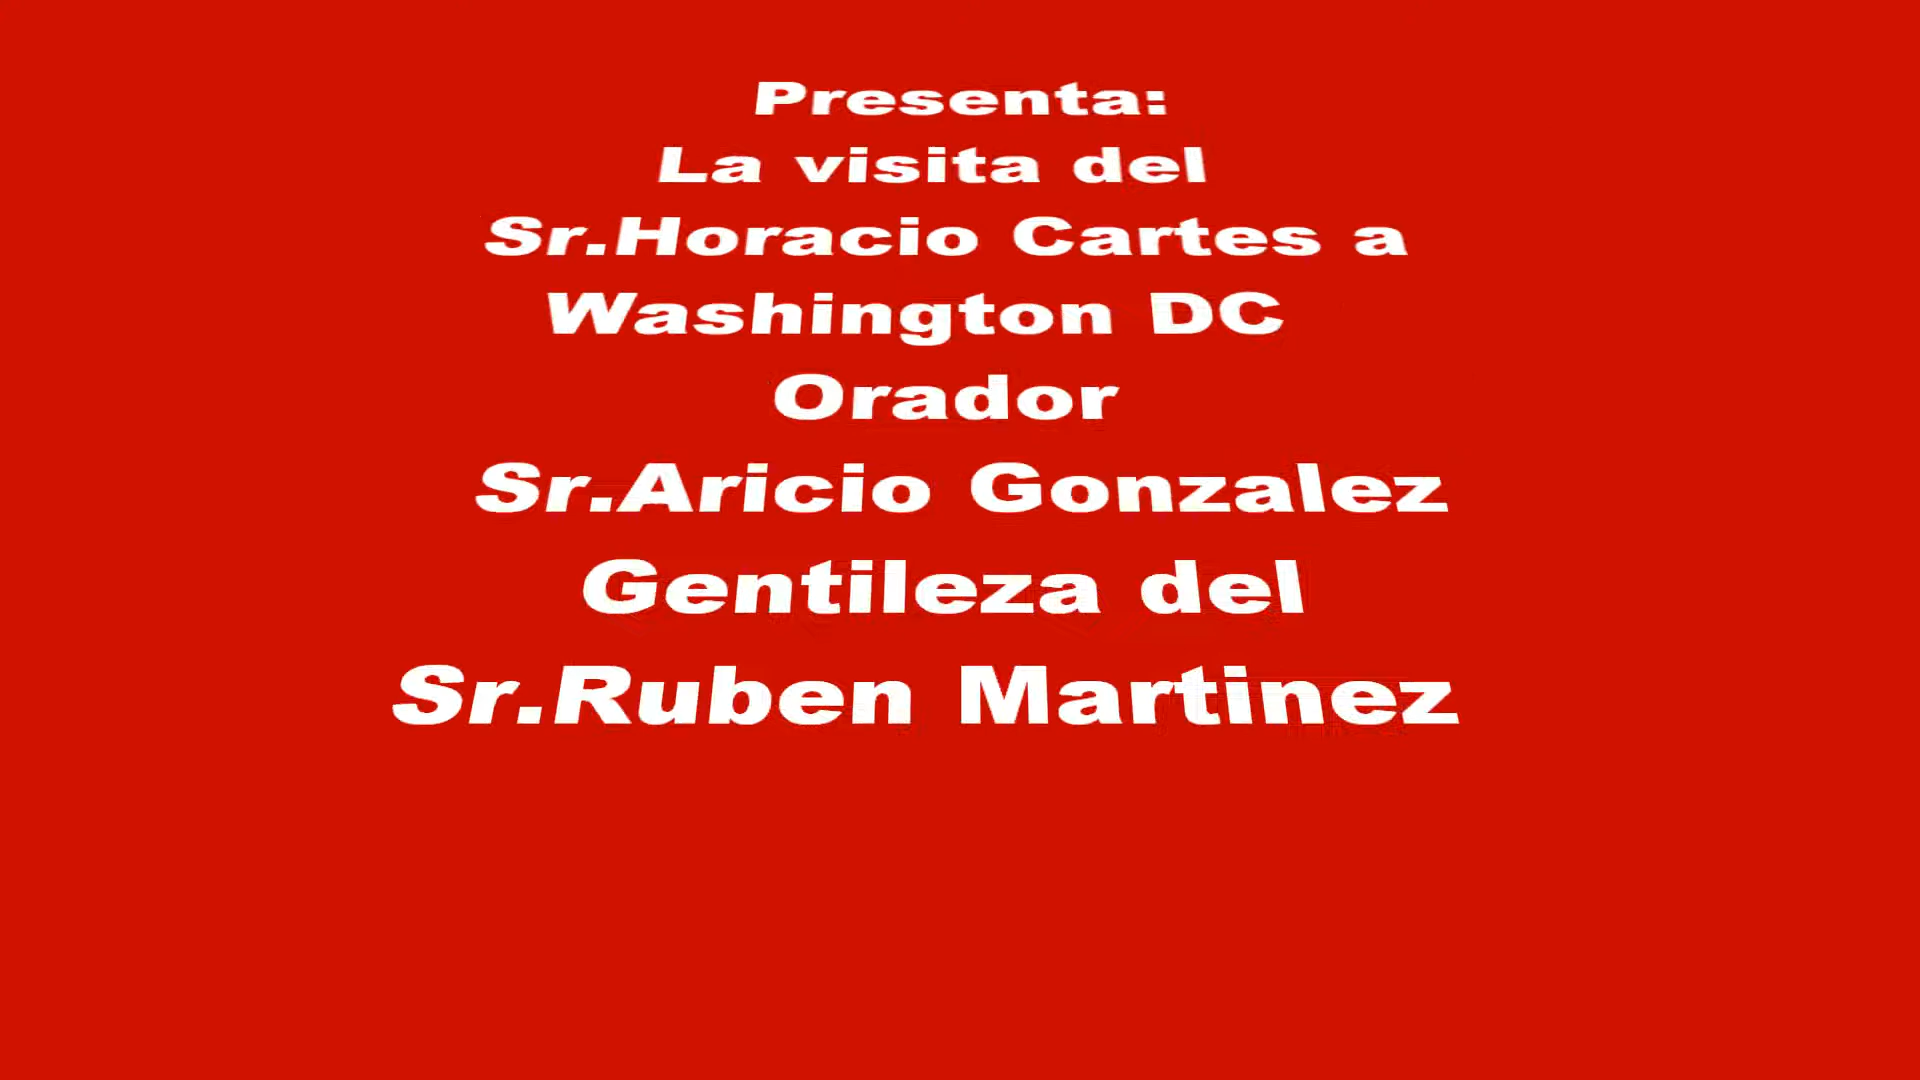 Presenta:
La visita del
Sr.Horacio Cartes a
Washington DC
Orador
Sr.Aricio Gonzalez
Gentileza del
Sr.Ruben Martinez